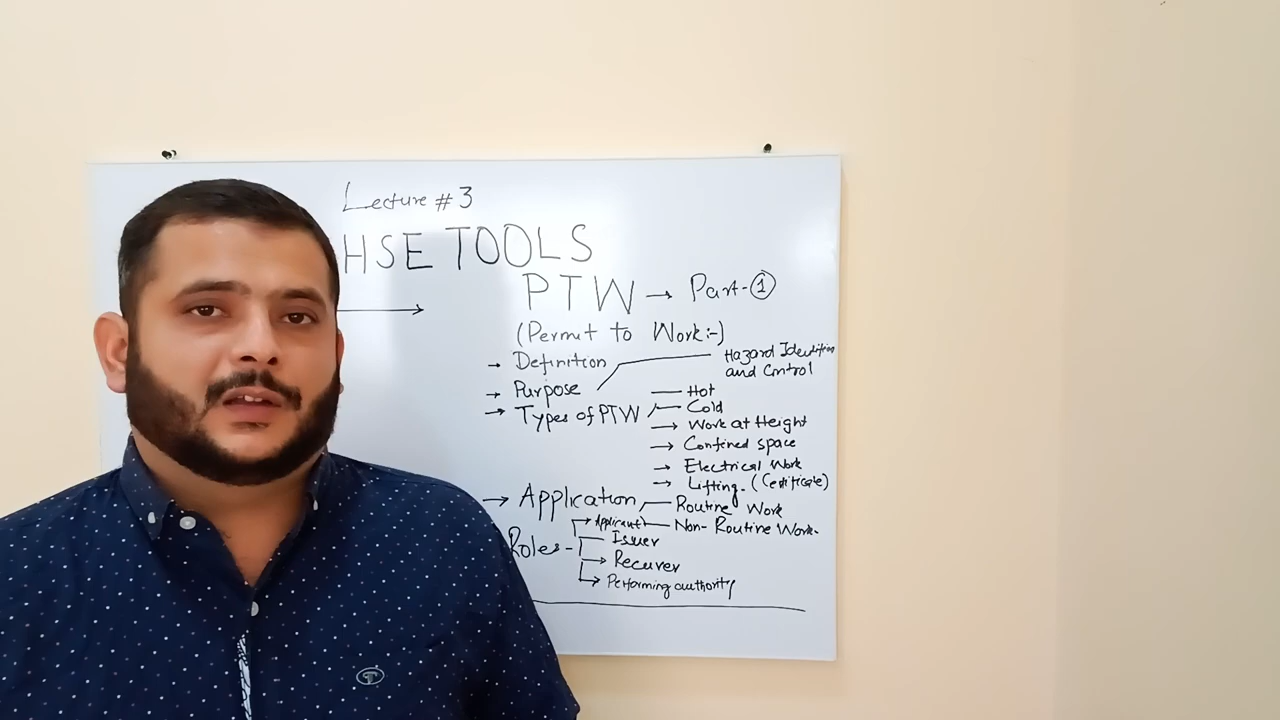 Lecture # 3
HSE TOOLS
PTW → Part-①
(Permit to Work:-)
→ Definition
Hazard Identifition and Control
→ Purpose
→ Types of PTW
— Hot
— Cold
→ Work at Height
→ Confined space
→ Electrical Work
→ Lifting. (Certificate)
→ Application
— Routine Work
— Non-Routine Work.
Roles -
→ Applicant
— Issuer
→ Reciver
→ Performing authority